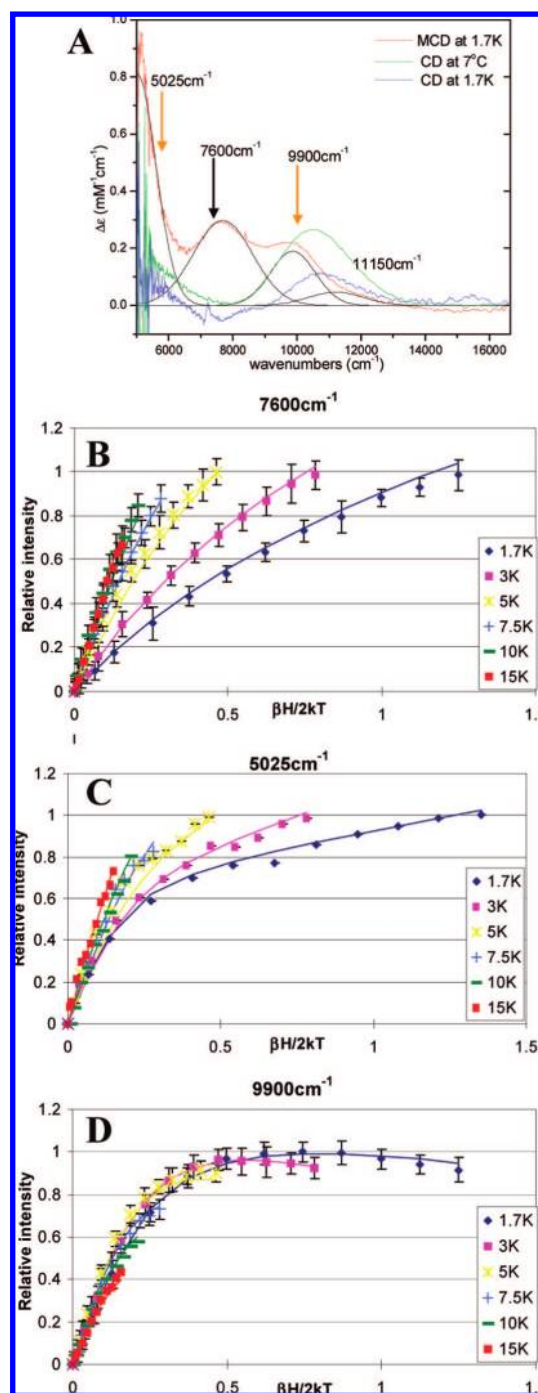 A
MCD at 1.7K
CD at 7°C
CD at 1.7K
5025cm⁻¹
7600cm⁻¹
9900cm⁻¹
11150cm⁻¹
Δε (mM⁻¹cm⁻¹)
0.8
0.6
0.4
0.2
0.0
6000 8000 10000 12000 14000 16000
wavenumbers (cm⁻¹)
7600cm⁻¹
B
Relative intensity
1.2
1
0.8
0.6
0.4
0.2
0
0 0.5 1 1.5
βH/2kT
1.7K
3K
5K
7.5K
10K
15K
5025cm⁻¹
C
Relative intensity
1.2
1
0.8
0.6
0.4
0.2
0
0 0.5 1 1.5
βH/2kT
1.7K
3K
5K
7.5K
10K
15K
9900cm⁻¹
D
Relative intensity
1.2
1
0.8
0.6
0.4
0.2
0
0 0.5 1 1.5
βH/2kT
1.7K
3K
5K
7.5K
10K
15K